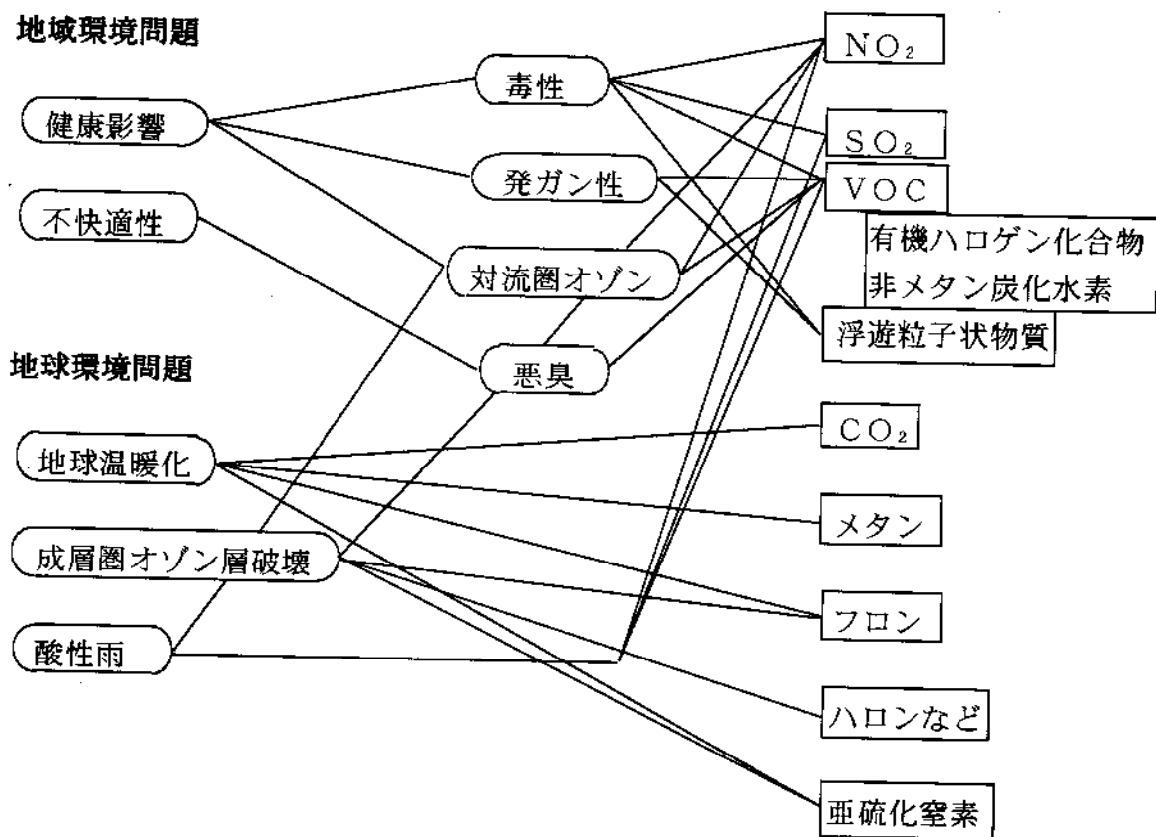 地域環境問題
健康影響
不快適性
毒性
発ガン性
対流圏オゾン
悪臭
地球環境問題
地球温暖化
成層圏オゾン層破壊
酸性雨
NO₂
SO₂
VOC
有機ハロゲン化合物
非メタン炭化水素
浮遊粒子状物質
CO₂
メタン
フロン
ハロンなど
亜硫化窒素